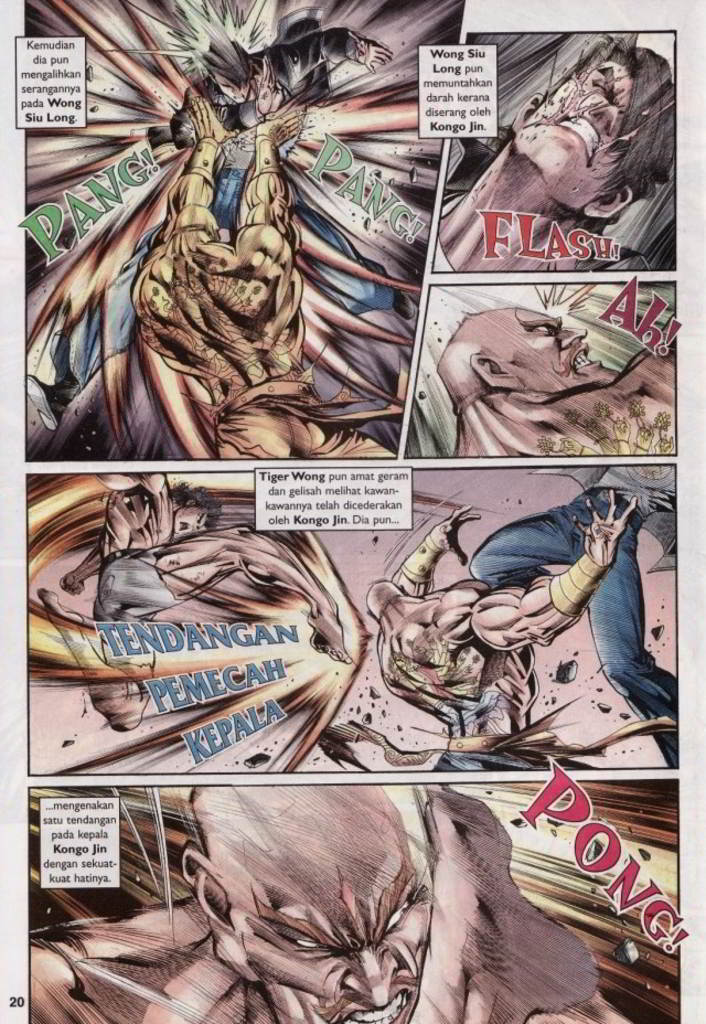 Kemudian
dia pun
mengalihkan
serangannya
pada Wong
Siu Long.
PANG!
PANG!
Wong Siu
Long pun
memuntahkan
darah kerana
diserang oleh
Kongo Jin.
FLASH!
AH!
Tiger Wong pun amat geram
dan gelisah melihat kawan-
kawannya telah dicederakan
oleh Kongo Jin. Dia pun...
TENDANGAN
PEMECAH
KEPALA
...mengenakan
satu tendangan
pada kepala
Kongo Jin
dengan sekuat-
kuat hatinya.
PONG!
20